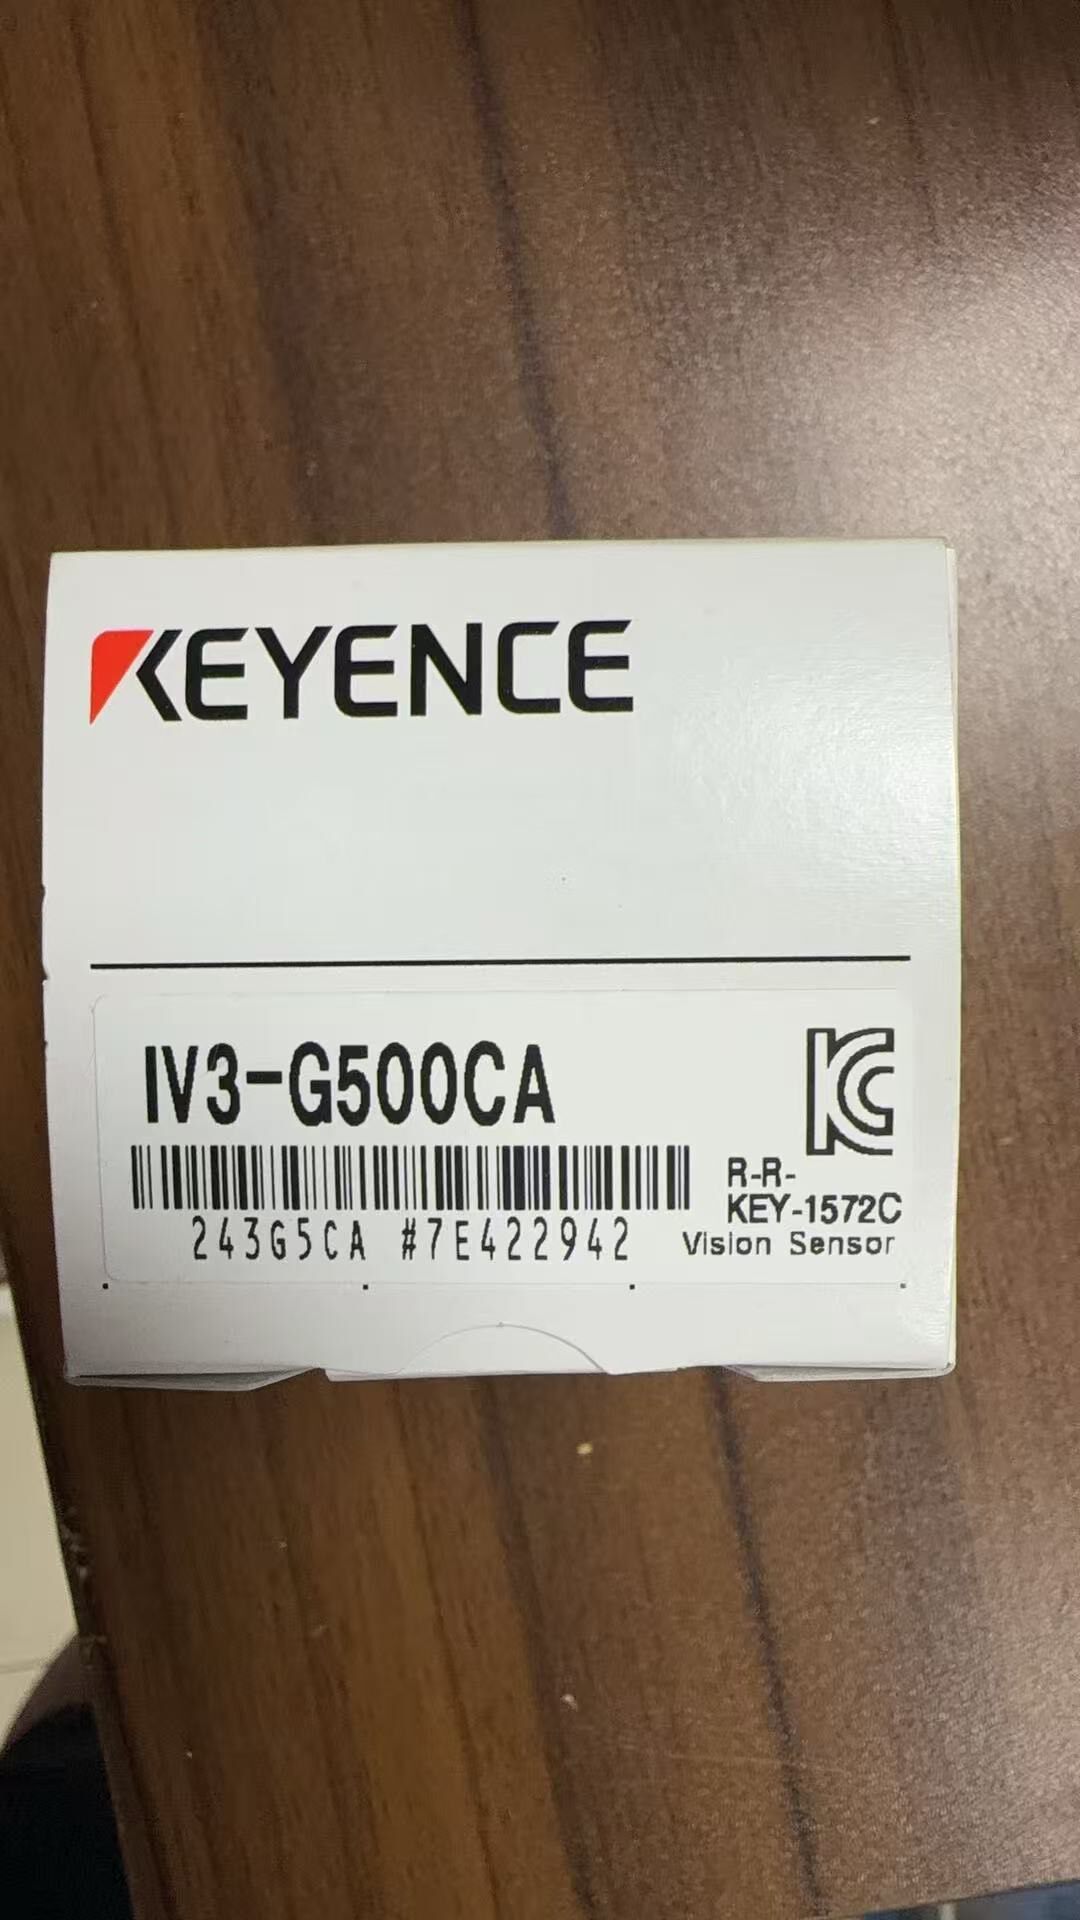 KEYENCE
IV3-G500CA
243G5CA #7E422942
R-R-
KEY-1572C
Vision Sensor